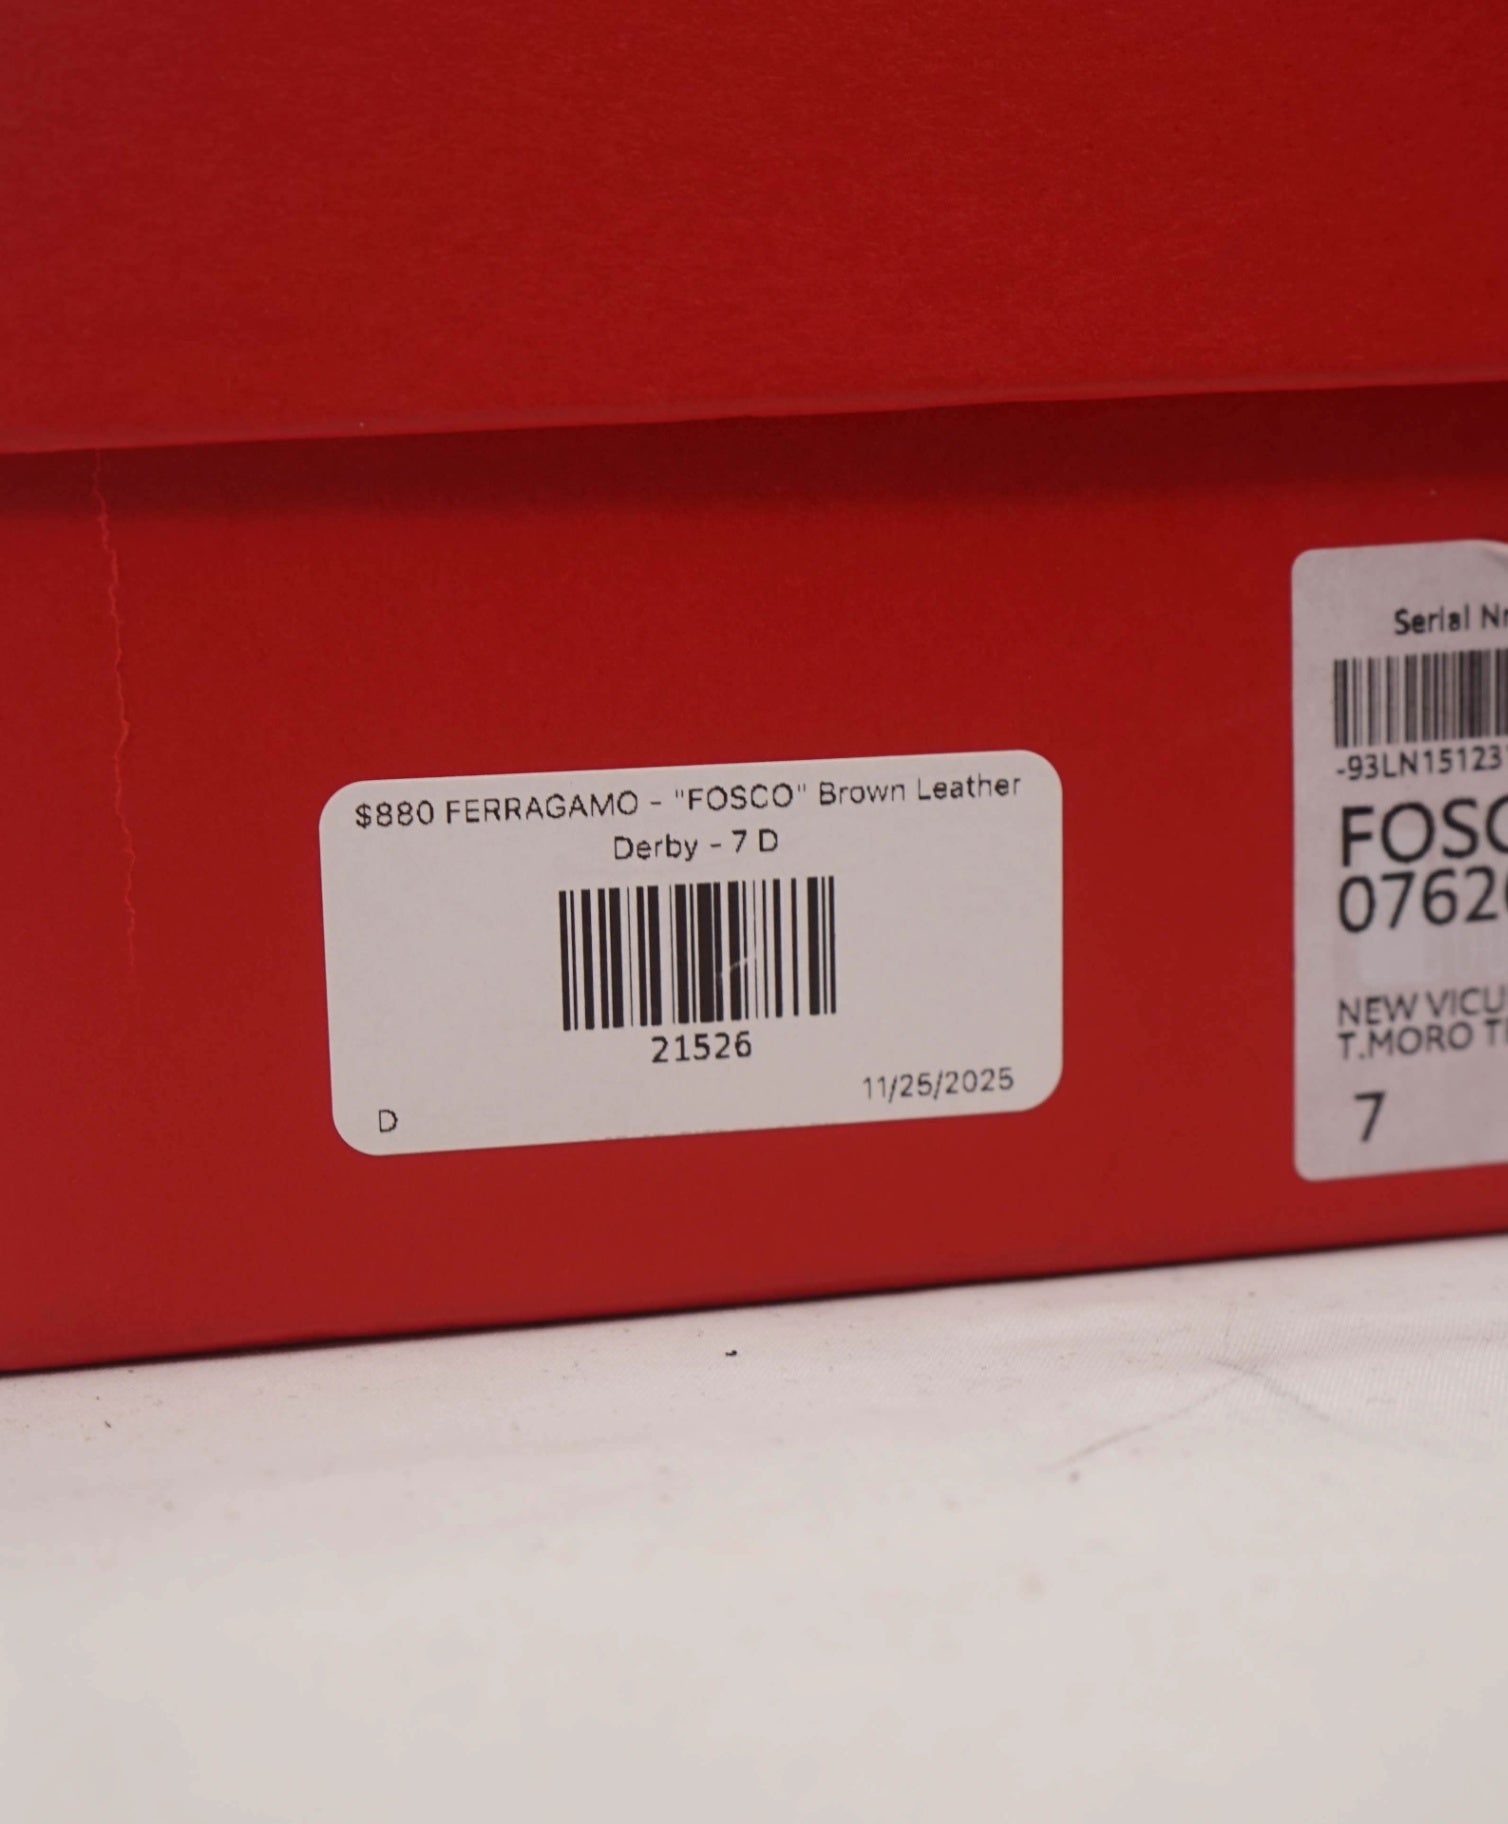 $880 FERRAGAMO - "FOSCO" Brown Leather
Derby - 7 D
21526
11/25/2025
D
Serial Nr
-93LN15123
FOSC
0762
NEW VICU
T.MORO T
7